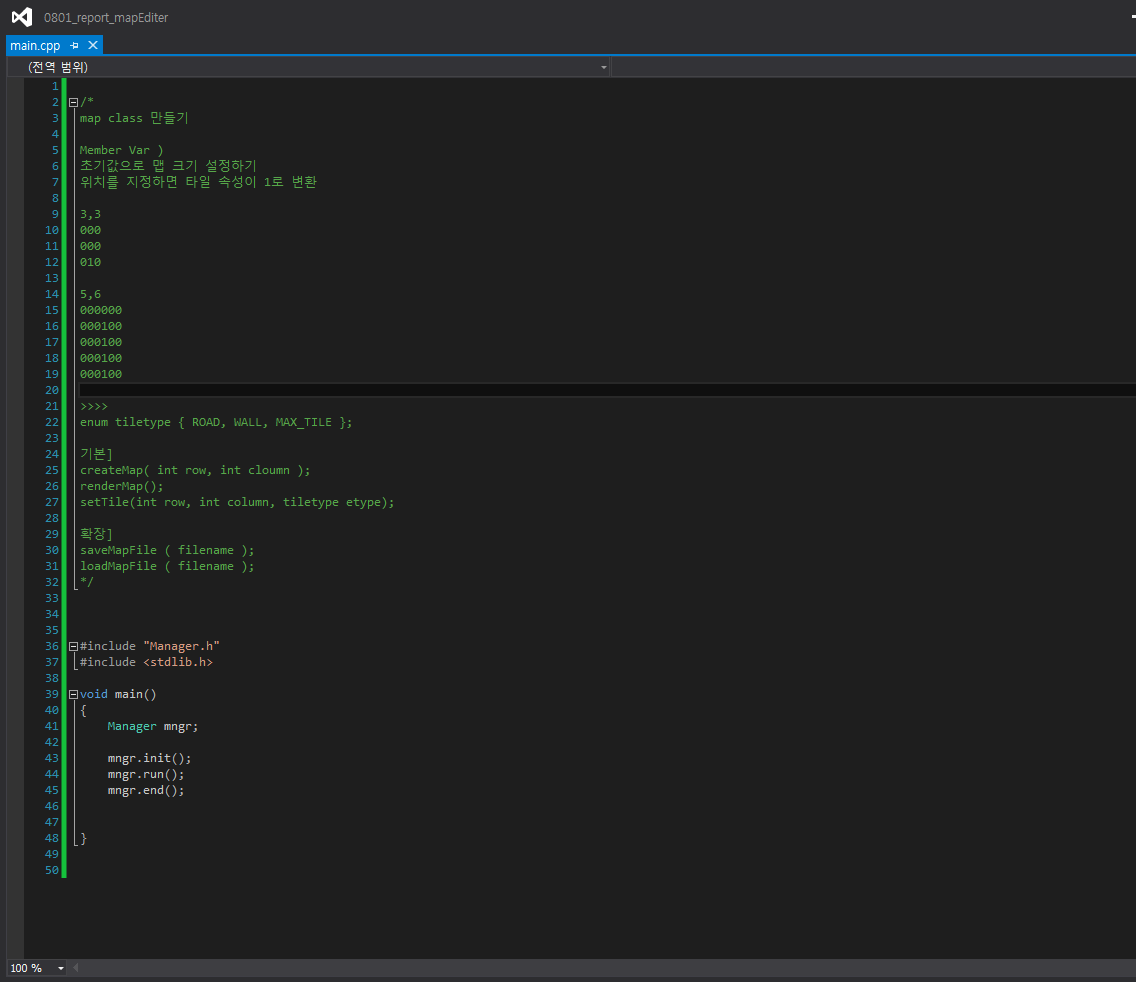 0801_report_mapEditer
main.cpp
(전역 범위)
1
2 /*
3 map class 만들기
4
5 Member Var )
6 초기값으로 맵 크기 설정하기
7 위치를 지정하면 타일 속성이 1로 변환
8
9 3,3
10 000
11 000
12 010
13
14 5,6
15 000000
16 000100
17 000100
18 000100
19 000100
20
21 >>>>
22 enum tiletype { ROAD, WALL, MAX_TILE };
23
24 기본]
25 createMap( int row, int cloumn );
26 renderMap();
27 setTile(int row, int column, tiletype etype);
28
29 확장]
30 saveMapFile ( filename );
31 loadMapFile ( filename );
32 */
33
34
35
36 #include "Manager.h"
37 #include <stdlib.h>
38
39 void main()
40 {
41 Manager mngr;
42
43 mngr.init();
44 mngr.run();
45 mngr.end();
46
47
48 }
49
50
100 %